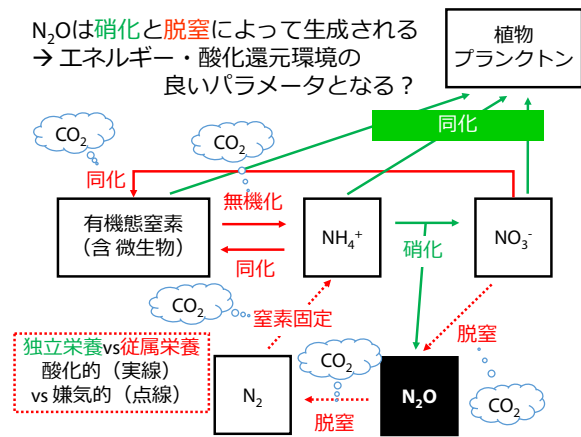 N₂Oは硝化と脱窒によって生成される
→ エネルギー・酸化還元環境の
良いパラメータとなる？
植物
プランクトン
同化
CO₂
CO₂
同化
無機化
有機態窒素
（含 微生物）
同化
NH₄⁺
硝化
NO₃⁻
CO₂
窒素固定
脱窒
独立栄養vs従属栄養
酸化的（実線）
vs 嫌気的（点線）
N₂
CO₂
脱窒
N₂O
CO₂